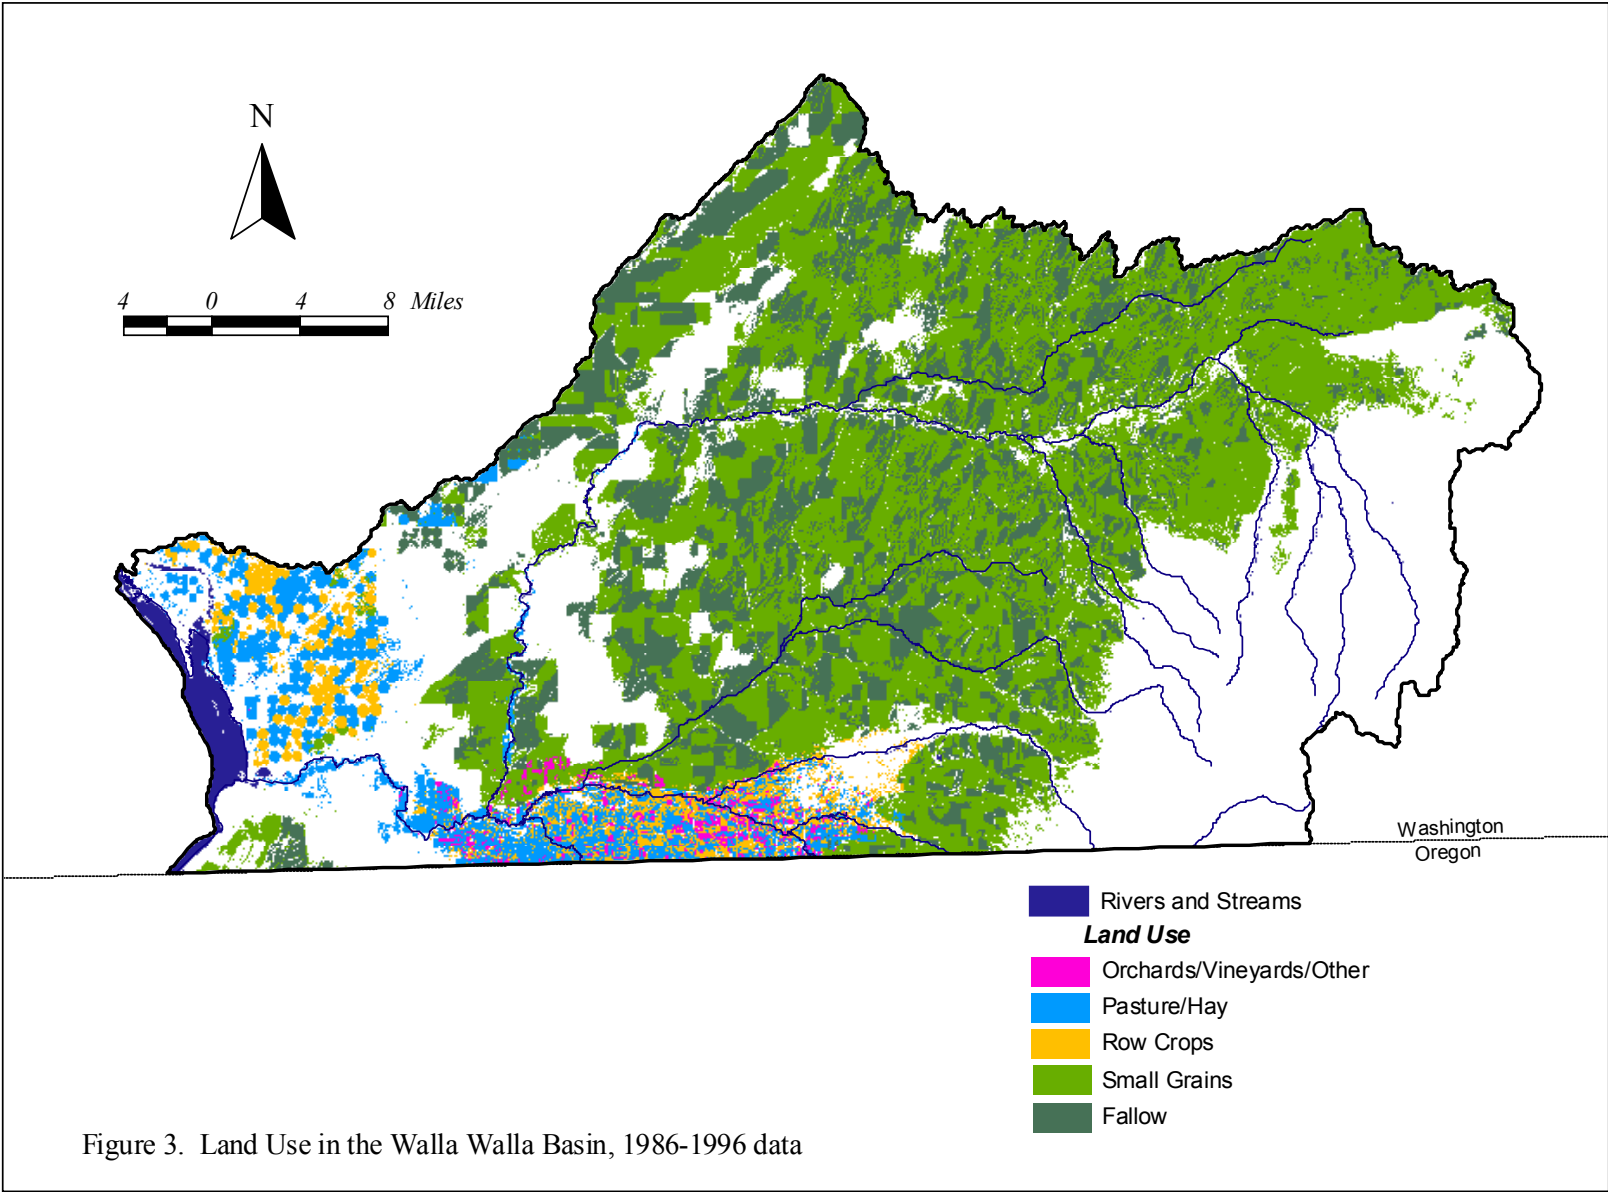 N
4 0 4 8 Miles
Washington
Oregon
Rivers and Streams
Land Use
Orchards/Vineyards/Other
Pasture/Hay
Row Crops
Small Grains
Fallow
Figure 3. Land Use in the Walla Walla Basin, 1986-1996 data